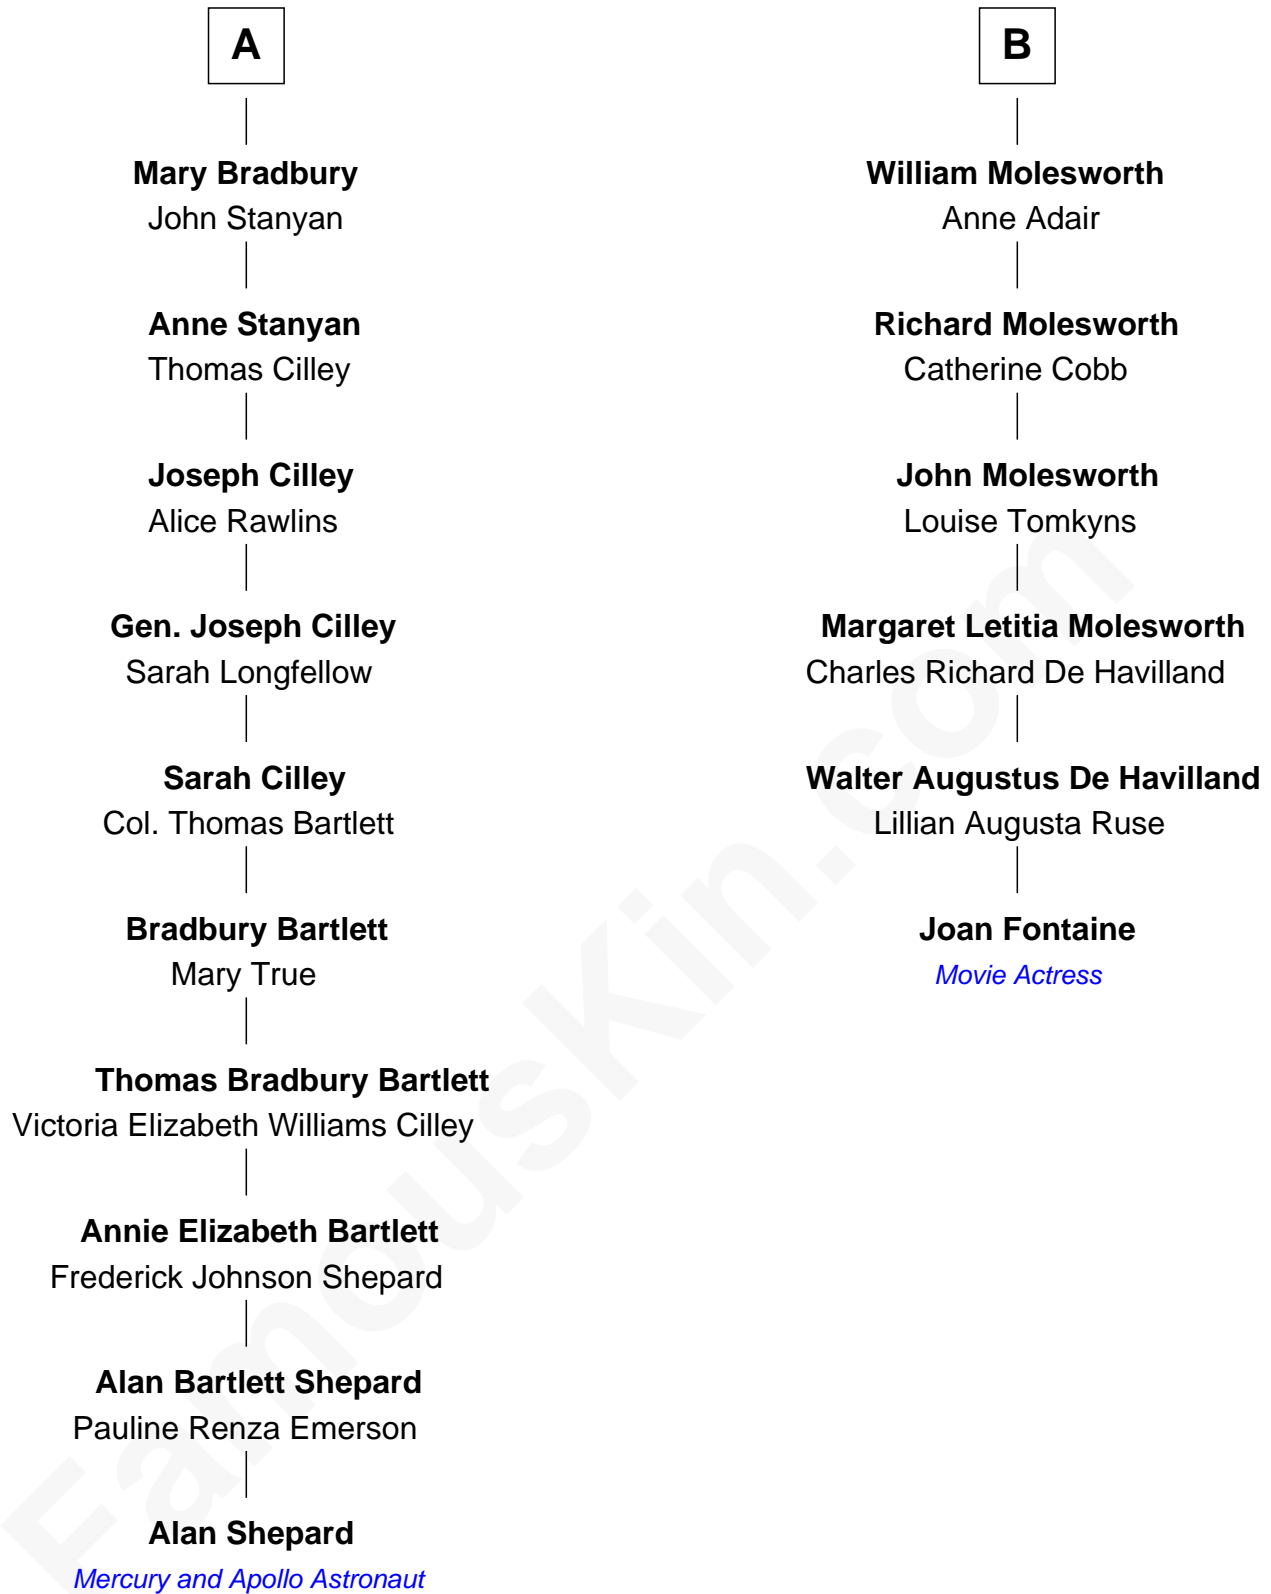 A
Mary Bradbury
John Stanyan
Anne Stanyan
Thomas Cilley
Joseph Cilley
Alice Rawlins
Gen. Joseph Cilley
Sarah Longfellow
Sarah Cilley
Col. Thomas Bartlett
Bradbury Bartlett
Mary True
Thomas Bradbury Bartlett
Victoria Elizabeth Williams Cilley
Annie Elizabeth Bartlett
Frederick Johnson Shepard
Alan Bartlett Shepard
Pauline Renza Emerson
Alan Shepard
Mercury and Apollo Astronaut
B
William Molesworth
Anne Adair
Richard Molesworth
Catherine Cobb
John Molesworth
Louise Tomkyns
Margaret Letitia Molesworth
Charles Richard De Havilland
Walter Augustus De Havilland
Lillian Augusta Ruse
Joan Fontaine
Movie Actress
FamousKin.com